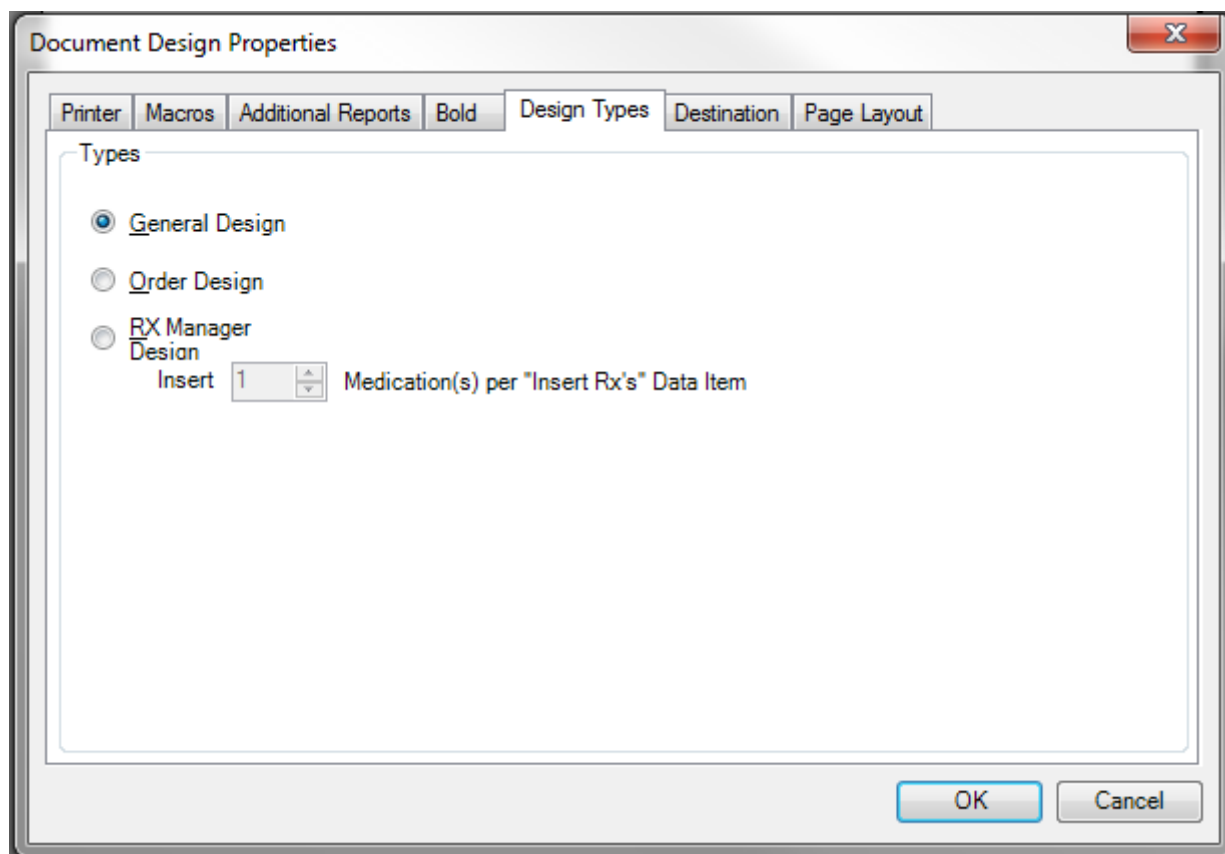 Document Design Properties
Printer Macros Additional Reports Bold Design Types Destination Page Layout
Types
General Design
Order Design
RX Manager
Design
Insert 1 Medication(s) per "Insert Rx's" Data Item
OK Cancel